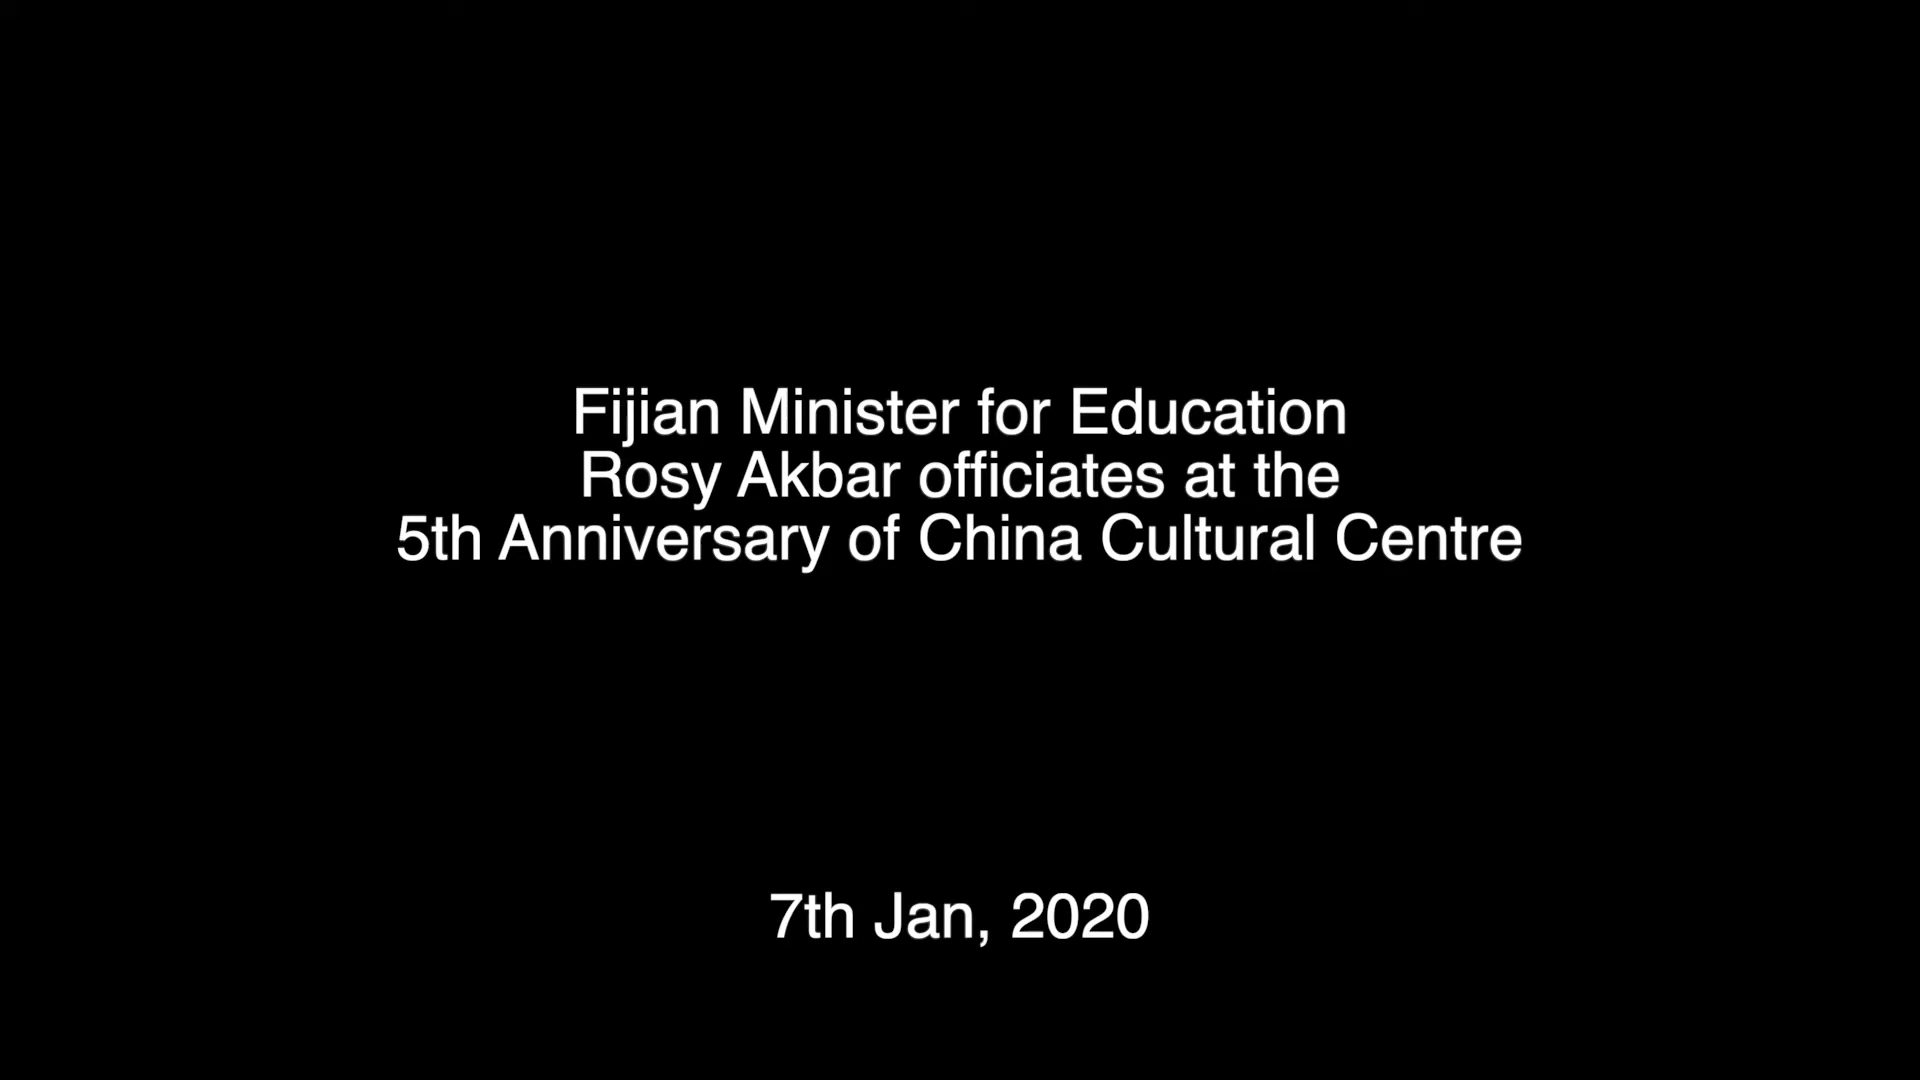 Fijian Minister for Education
Rosy Akbar officiates at the
5th Anniversary of China Cultural Centre
7th Jan, 2020